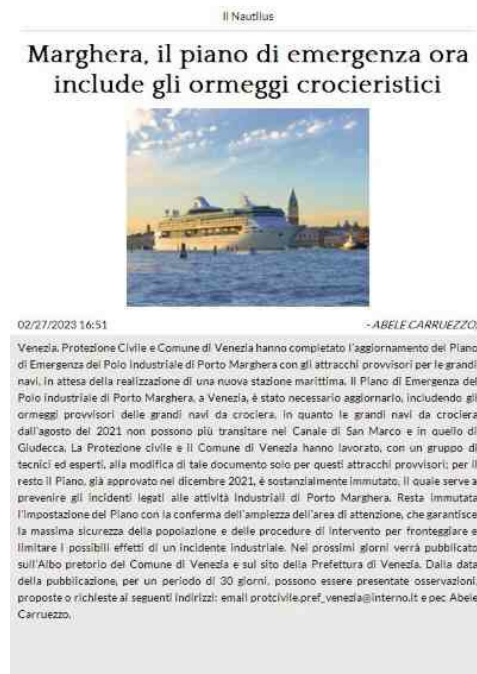 Il Nautilus
Marghera, il piano di emergenza ora
include gli ormeggi crocieristici
02/27/2023 16:51
- ABELE CARRUEZZO;
Venezia. Protezione Civile e Comune di Venezia hanno completato l'aggiornamento del Piano
di Emergenza del Polo Industriale di Porto Marghera con gli attracchi provvisori per le grandi
navi, in attesa della realizzazione di una nuova stazione marittima. Il Piano di Emergenza del
Polo industriale di Porto Marghera, a Venezia, è stato necessario aggiornarlo, includendo gli
ormeggi provvisori delle grandi navi da crociera, in quanto le grandi navi da crociera
dall'agosto del 2021 non possono più transitare nel Canale di San Marco e in quello di
Giudecca. La Protezione civile e il Comune di Venezia hanno lavorato, con un gruppo di
tecnici ed esperti, alla modifica di tale documento solo per questi attracchi provvisori; per il
resto il Piano, già approvato nel dicembre 2021, è sostanzialmente immutato, il quale serve a
prevenire gli incidenti legati alle attività industriali di Porto Marghera. Resta immutata
l'impostazione del Piano con la conferma dell'ampiezza dell'area di attenzione, che garantisce
la massima sicurezza della popolazione e delle procedure di intervento per fronteggiare e
limitare i possibili effetti di un incidente industriale. Nei prossimi giorni verrà pubblicato
sull'Albo pretorio del Comune di Venezia e sul sito della Prefettura di Venezia. Dalla data
della pubblicazione, per un periodo di 30 giorni, possono essere presentate osservazioni,
proposte o richieste ai seguenti indirizzi: email protcivile.pref_venezia@interno.it e pec Abele
Carruezzo.